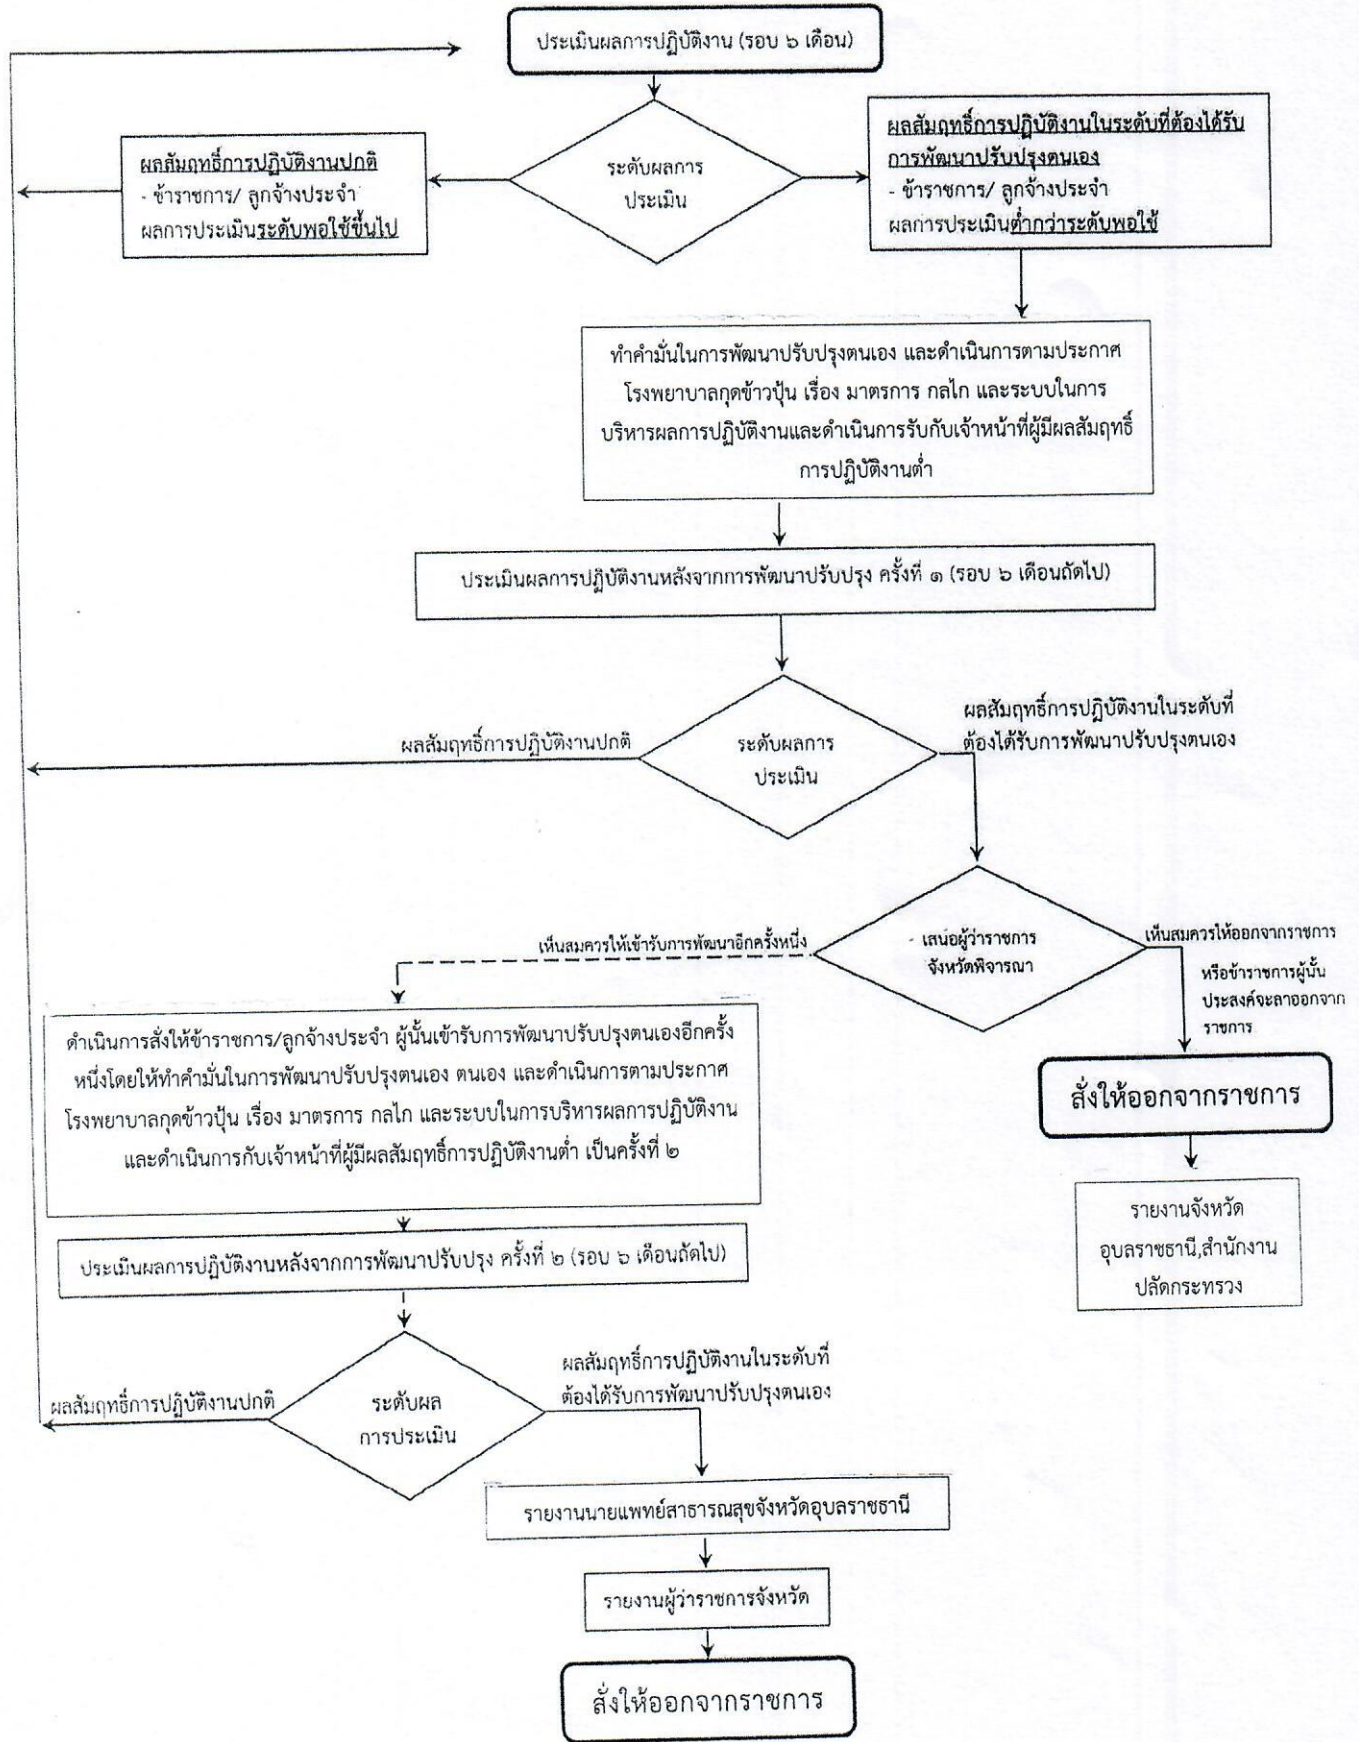 ประเมินผลการปฏิบัติงาน (รอบ ๖ เดือน)
ระดับผลการ
ประเมิน
ผลสัมฤทธิ์การปฏิบัติงานปกติ
- ข้าราชการ/ ลูกจ้างประจำ
ผลการประเมินระดับพอใช้ขึ้นไป
ผลสัมฤทธิ์การปฏิบัติงานในระดับที่ต้องได้รับ
การพัฒนาปรับปรุงตนเอง
- ข้าราชการ/ ลูกจ้างประจำ
ผลการประเมินต่ำกว่าระดับพอใช้
ทำคำมั่นในการพัฒนาปรับปรุงตนเอง และดำเนินการตามประกาศ
โรงพยาบาลกุดข้าวปุ้น เรื่อง มาตรการ กลไก และระบบในการ
บริหารผลการปฏิบัติงานและดำเนินการรับกับเจ้าหน้าที่ผู้มีผลสัมฤทธิ์
การปฏิบัติงานต่ำ
ประเมินผลการปฏิบัติงานหลังจากการพัฒนาปรับปรุง ครั้งที่ ๑ (รอบ ๖ เดือนถัดไป)
ผลสัมฤทธิ์การปฏิบัติงานปกติ
ระดับผลการ
ประเมิน
ผลสัมฤทธิ์การปฏิบัติงานในระดับที่
ต้องได้รับการพัฒนาปรับปรุงตนเอง
เห็นสมควรให้เข้ารับการพัฒนาอีกครั้งหนึ่ง
- เสนอผู้ว่าราชการ
จังหวัดพิจารณา
เห็นสมควรให้ออกจากราชการ
หรือข้าราชการผู้นั้น
ประสงค์จะลาออกจาก
ราชการ
ดำเนินการสั่งให้ข้าราชการ/ลูกจ้างประจำ ผู้นั้นเข้ารับการพัฒนาปรับปรุงตนเองอีกครั้ง
หนึ่งโดยให้ทำคำมั่นในการพัฒนาปรับปรุงตนเอง ตนเอง และดำเนินการตามประกาศ
โรงพยาบาลกุดข้าวปุ้น เรื่อง มาตรการ กลไก และระบบในการบริหารผลการปฏิบัติงาน
และดำเนินการกับเจ้าหน้าที่ผู้มีผลสัมฤทธิ์การปฏิบัติงานต่ำ เป็นครั้งที่ ๒
สั่งให้ออกจากราชการ
รายงานจังหวัด
อุบลราชธานี,สำนักงาน
ปลัดกระทรวง
ประเมินผลการปฏิบัติงานหลังจากการพัฒนาปรับปรุง ครั้งที่ ๒ (รอบ ๖ เดือนถัดไป)
ผลสัมฤทธิ์การปฏิบัติงานปกติ
ระดับผล
การประเมิน
ผลสัมฤทธิ์การปฏิบัติงานในระดับที่
ต้องได้รับการพัฒนาปรับปรุงตนเอง
รายงานนายแพทย์สาธารณสุขจังหวัดอุบลราชธานี
รายงานผู้ว่าราชการจังหวัด
สั่งให้ออกจากราชการ